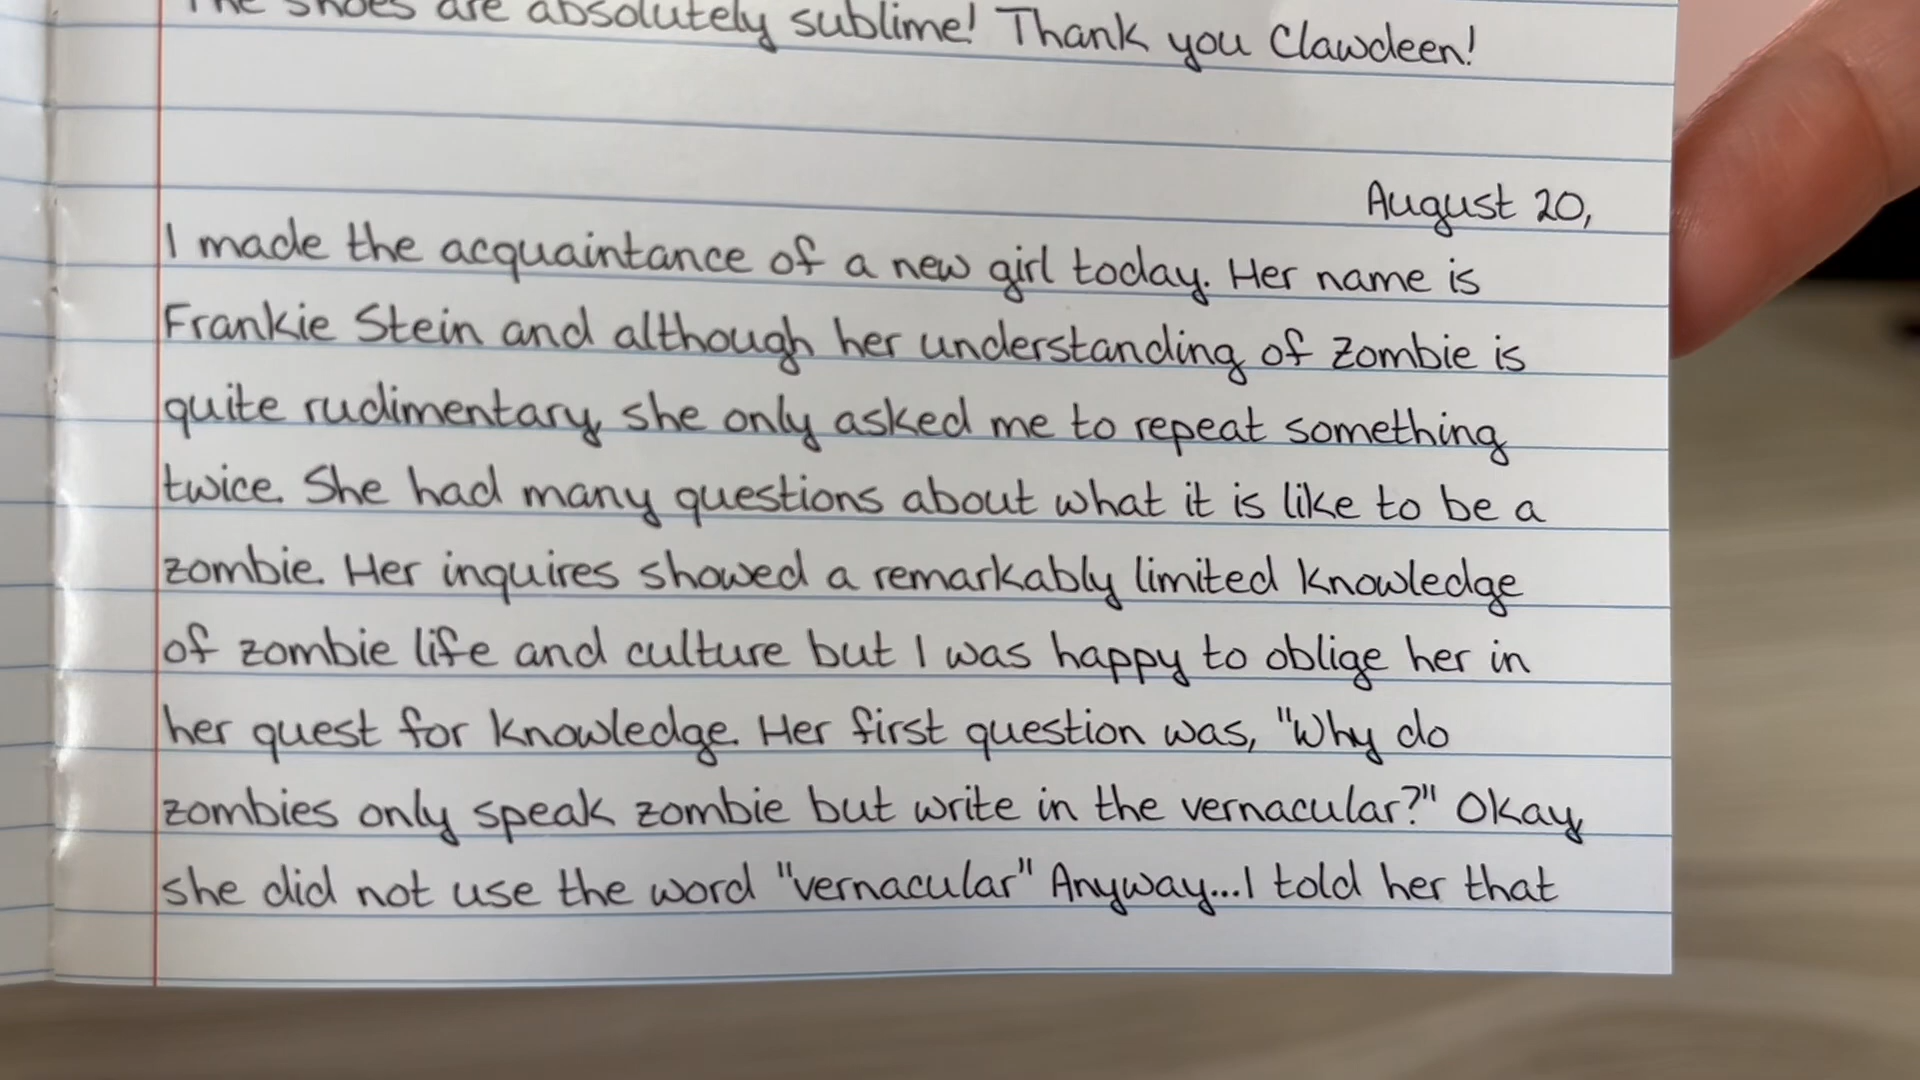 The shoes are absolutely sublime! Thank you Clawdeen!
August 20,
I made the acquaintance of a new girl today. Her name is
Frankie Stein and although her understanding of zombie is
quite rudimentary, she only asked me to repeat something
twice. She had many questions about what it is like to be a
zombie. Her inquires showed a remarkably limited knowledge
of zombie life and culture but I was happy to oblige her in
her quest for knowledge. Her first question was, "Why do
zombies only speak zombie but write in the vernacular?" Okay,
she did not use the word "vernacular" Anyway...I told her that